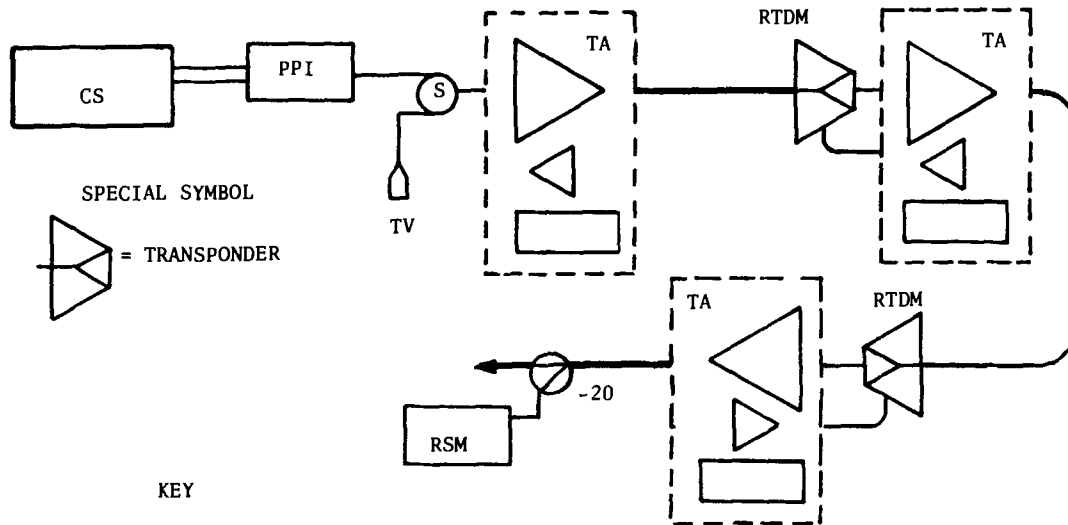 RTDM
TA
TA
PPI
CS
S
SPECIAL SYMBOL
TV
= TRANSPONDER
TA
RTDM
-20
RSM
KEY